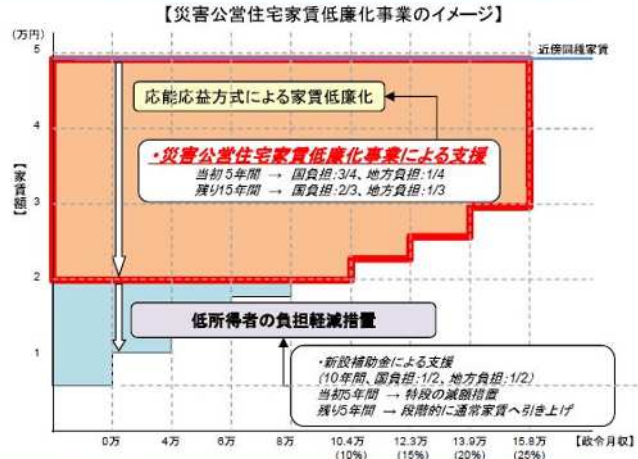 【災害公営住宅家賃低廉化事業のイメージ】
(万円)
5
近傍同種家賃
応能応益方式による家賃低廉化
4
・災害公営住宅家賃低廉化事業による支援
当初5年間 → 国負担:3/4、地方負担:1/4
残り15年間 → 国負担:2/3、地方負担:1/3
【家賃額】
3
2
低所得者の負担軽減措置
1
・新設補助金による支援
(10年間、国負担:1/2、地方負担:1/2)
当初5年間 → 特段の減額措置
残り5年間 → 段階的に通常家賃へ引き上げ
0万 4万 6万 8万 10.4万 12.3万 13.9万 15.8万 【政令月収】
(10%) (15%) (20%) (25%)